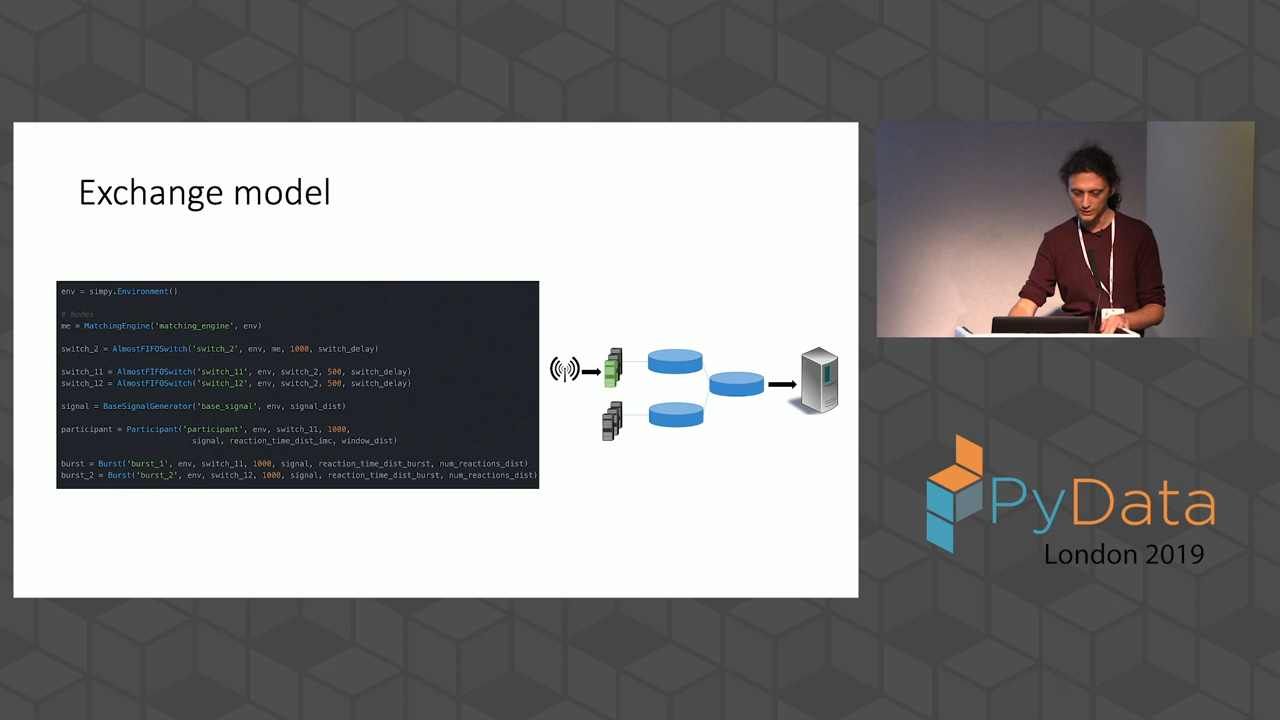 Exchange model
env = simpy.Environment()
# Nodes
me = MatchingEngine('matching_engine', env)
switch_2 = AlmostFIFOSwitch('switch_2', env, me, 1000, switch_delay)
switch_11 = AlmostFIFOSwitch('switch_11', env, switch_2, 500, switch_delay)
switch_12 = AlmostFIFOSwitch('switch_12', env, switch_2, 500, switch_delay)
signal = BaseSignalGenerator('base_signal', env, signal_dist)
participant = Participant('participant', env, switch_11, 1000,
signal, reaction_time_dist_imc, window_dist)
burst = Burst('burst_1', env, switch_11, 1000, signal, reaction_time_dist_burst, num_reactions_dist)
burst_2 = Burst('burst_2', env, switch_12, 1000, signal, reaction_time_dist_burst, num_reactions_dist)
PyData
London 2019